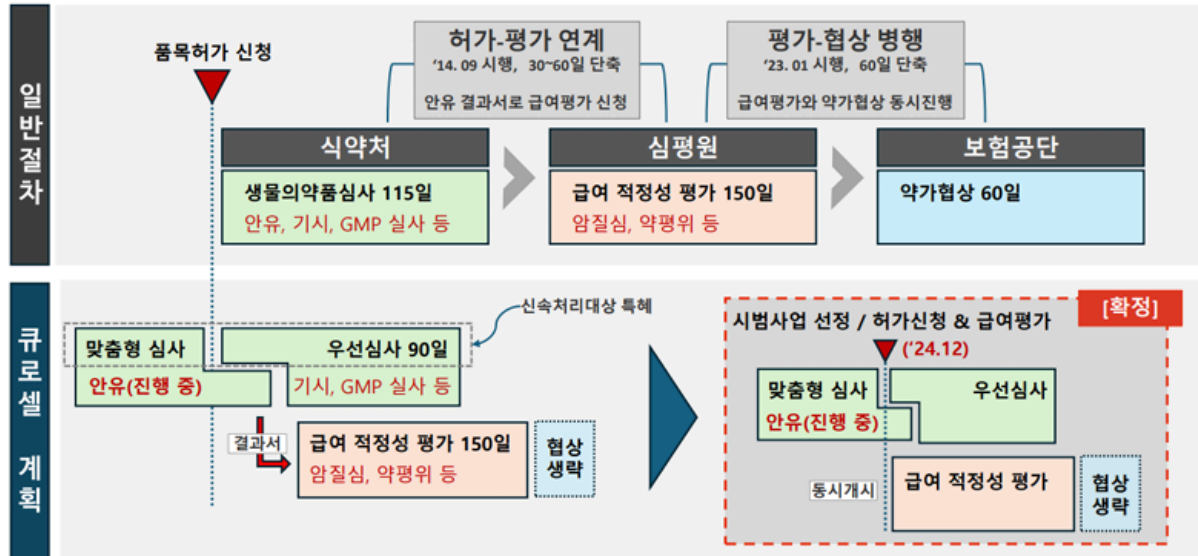 일반절차
품목허가 신청
허가-평가 연계
‘14. 09 시행, 30~60일 단축
안유 결과서로 급여평가 신청
평가-협상 병행
‘23. 01 시행, 60일 단축
급여평가와 약가협상 동시진행
식약처
생물의약품심사 115일
안유, 기시, GMP 실사 등
심평원
급여 적정성 평가 150일
암질심, 약평위 등
보험공단
약가협상 60일
큐로셀 계획
신속처리대상 특혜
맞춤형 심사
안유(진행 중)
우선심사 90일
기시, GMP 실사 등
결과서
급여 적정성 평가 150일
암질심, 약평위 등
협상
생략
[확정]
시범사업 선정 / 허가신청 & 급여평가
(‘24.12)
맞춤형 심사
안유(진행 중)
우선심사
동시개시
급여 적정성 평가
협상
생략